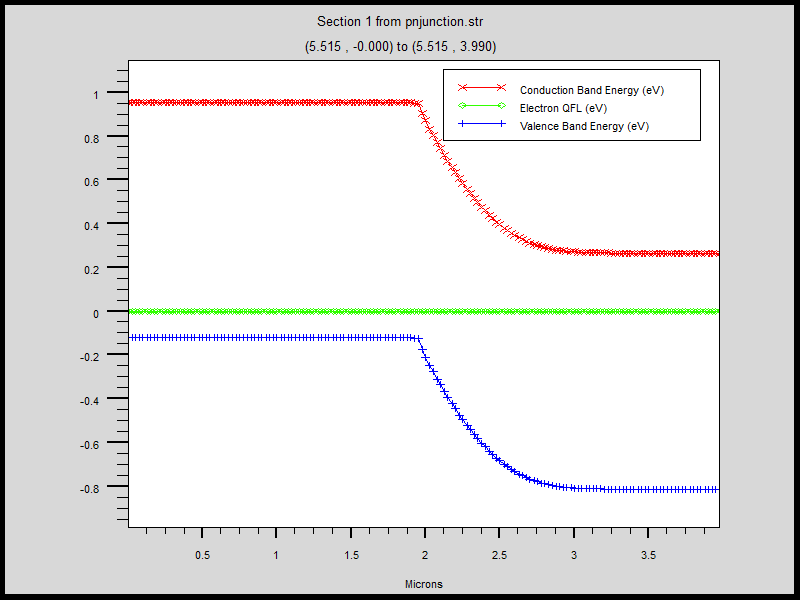 Section 1 from pnjunction.str
(5.515 , -0.000) to (5.515 , 3.990)
Conduction Band Energy (eV)
Electron QFL (eV)
Valence Band Energy (eV)
1
0.8
0.6
0.4
0.2
0
-0.2
-0.4
-0.6
-0.8
0.5 1 1.5 2 2.5 3 3.5
Microns